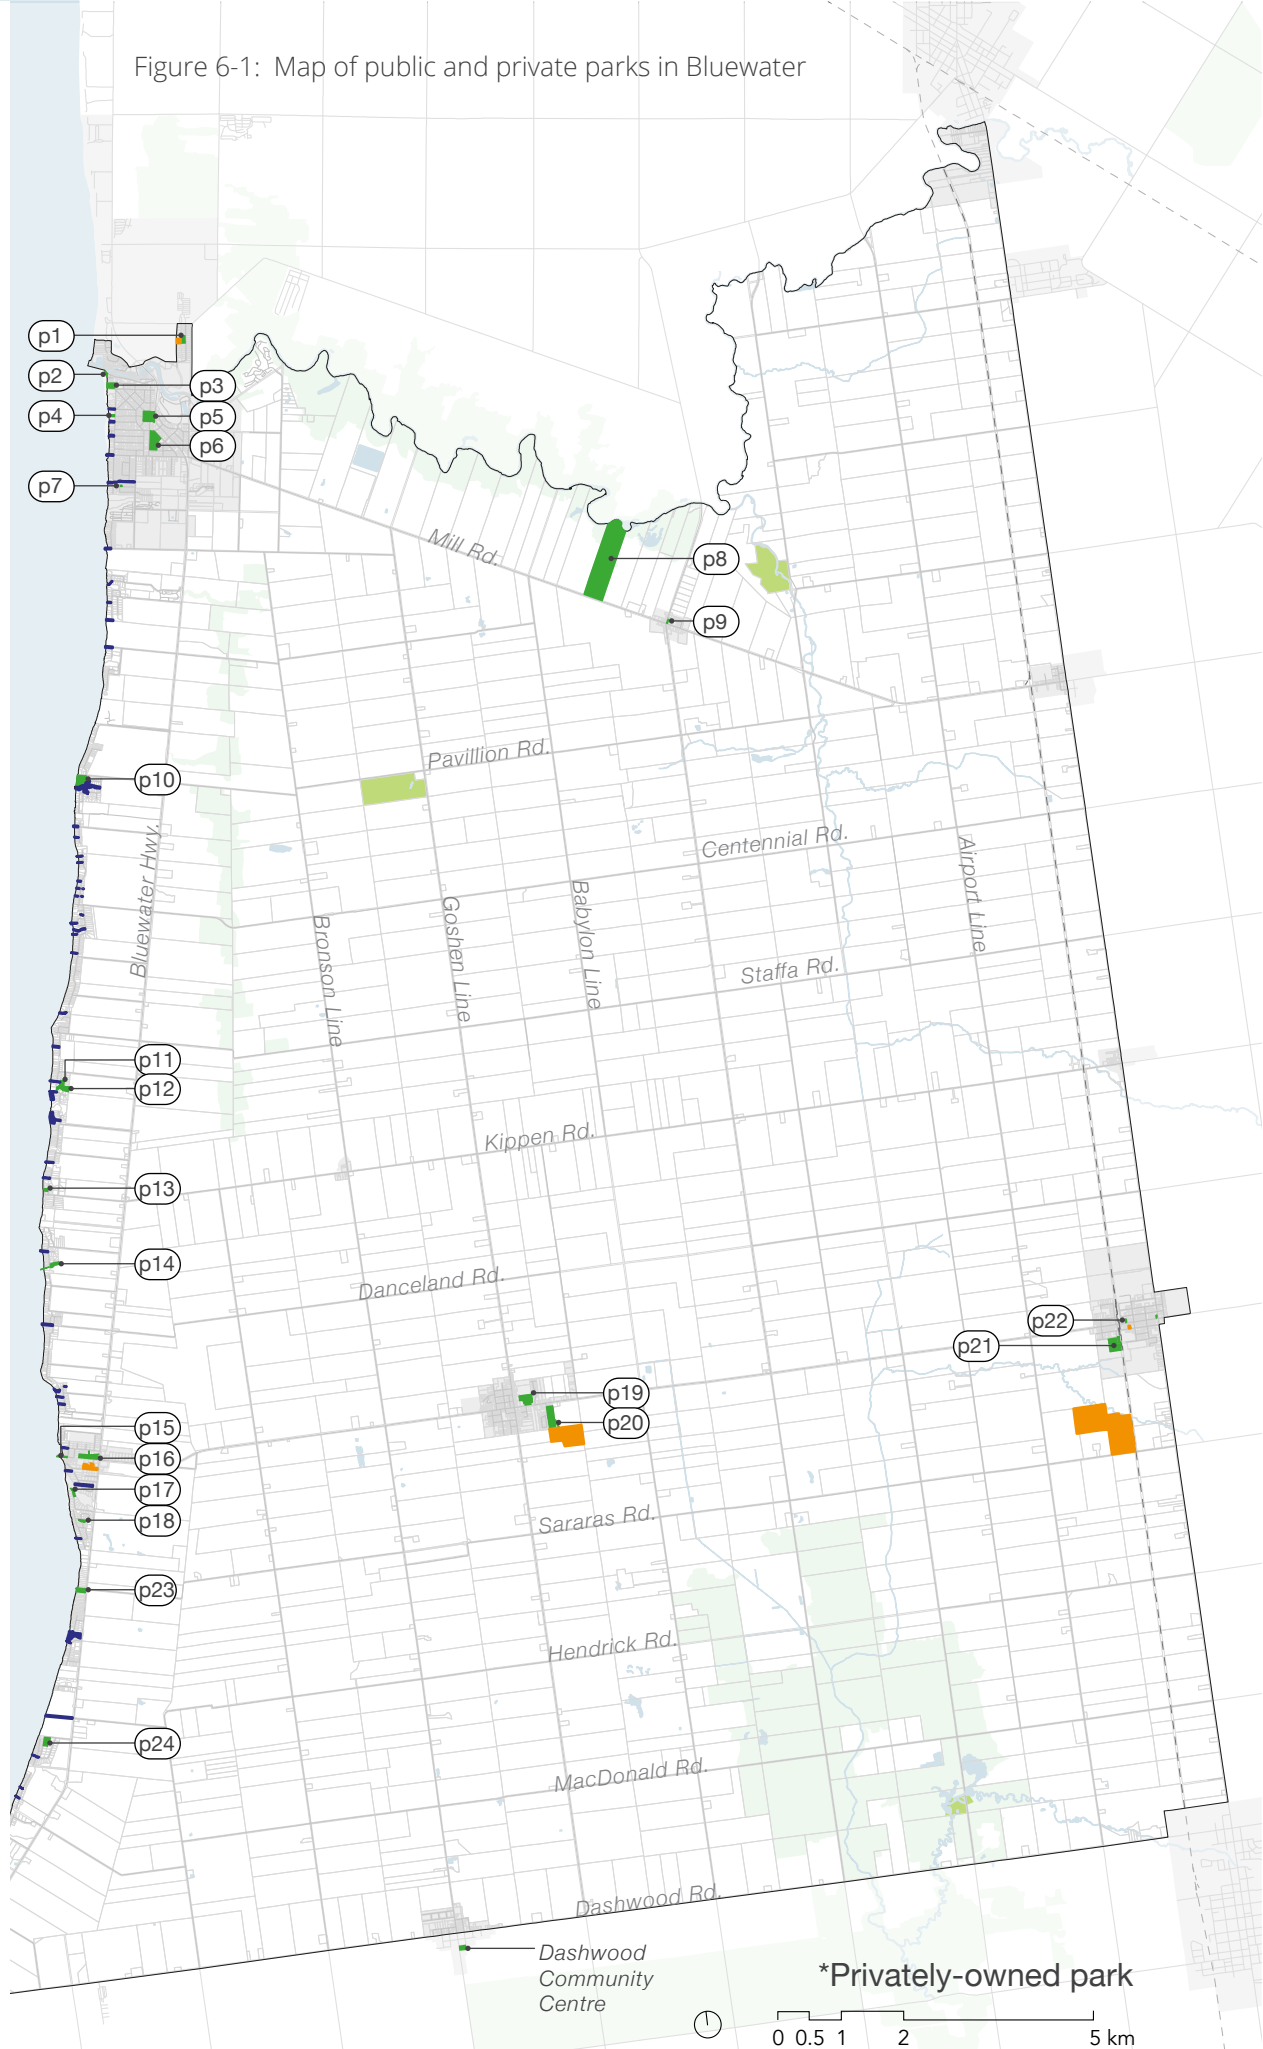 Figure 6-1: Map of public and private parks in Bluewater
p1
p2
p3
p4
p5
p6
p7
Mill Rd.
p8
p9
Pavillion Rd.
p10
Centennial Rd.
Bluewater Hwy.
Airport Line
Babylon Line
Goshen Line
Bronson Line
Staffa Rd.
p11
p12
Kippen Rd.
p13
p14
Danceland Rd.
p22
p21
p19
p20
p15
p16
p17
p18
Sararas Rd.
p23
Hendrick Rd.
p24
MacDonald Rd.
Dashwood Rd.
Dashwood
Community
Centre
*Privately-owned park
0 0.5 1 2 5 km